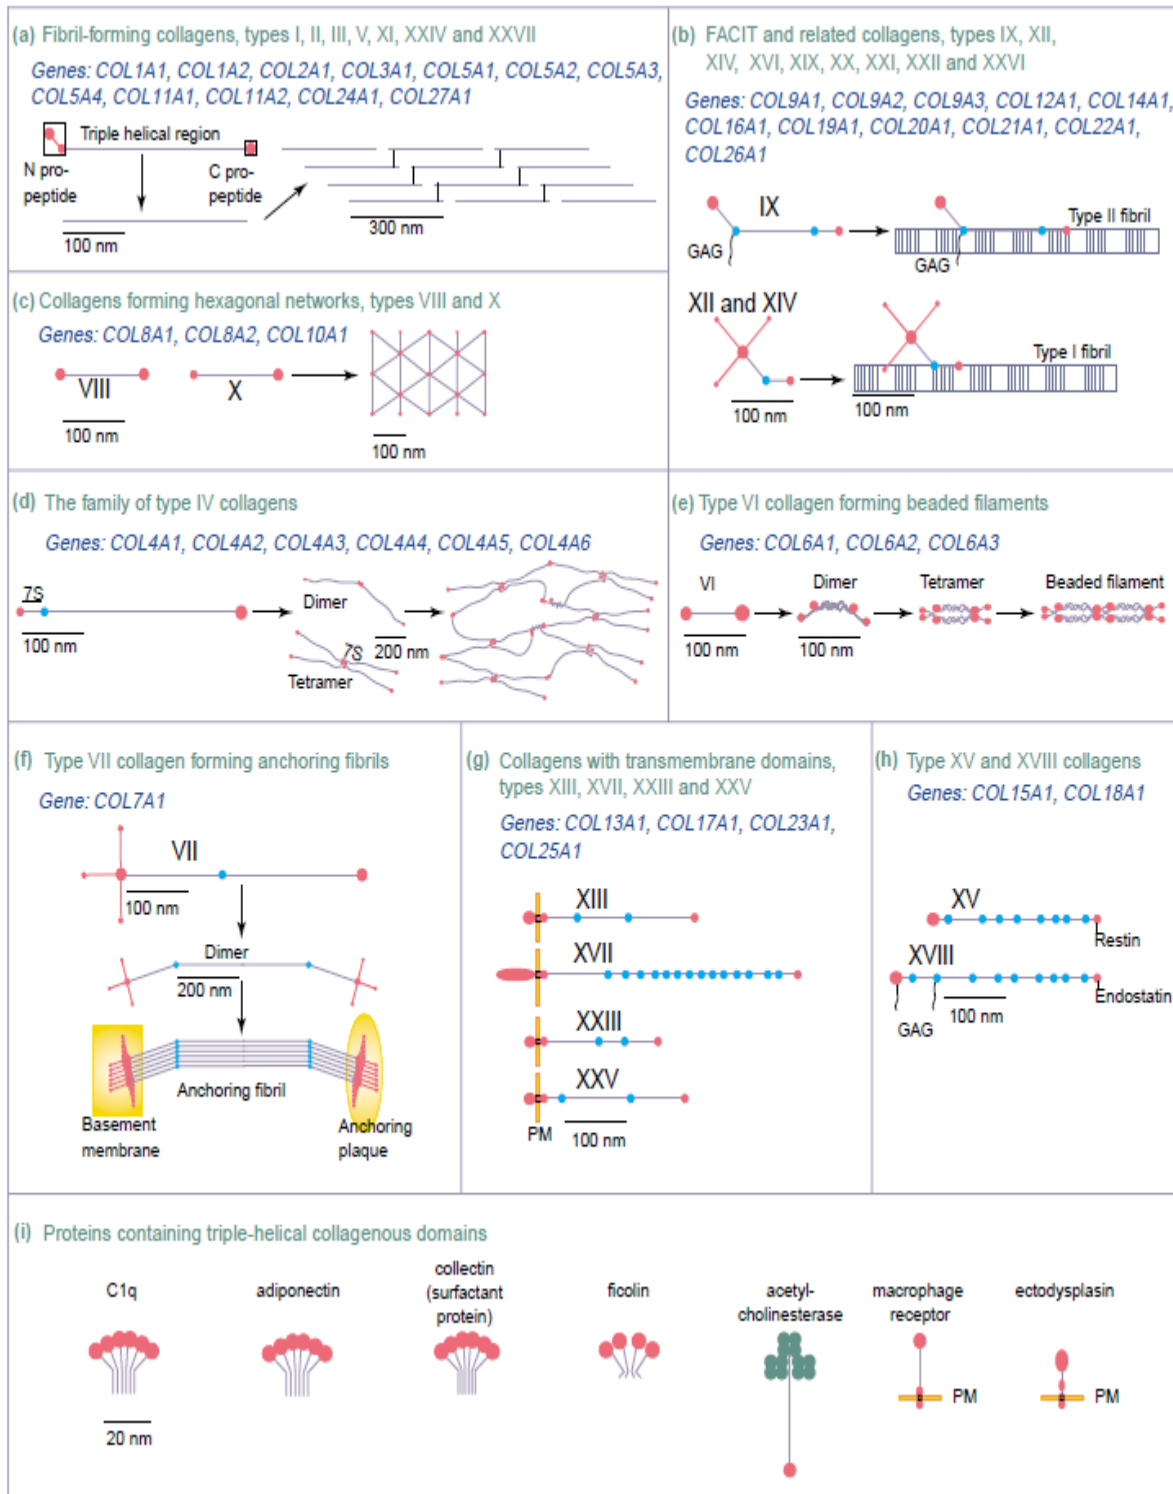 (a) Fibril-forming collagens, types I, II, III, V, XI, XXIV and XXVII
Genes: COL1A1, COL1A2, COL2A1, COL3A1, COL5A1, COL5A2, COL5A3,
COL5A4, COL11A1, COL11A2, COL24A1, COL27A1
Triple helical region
N pro-
peptide
C pro-
peptide
100 nm
300 nm
(b) FACIT and related collagens, types IX, XII,
XIV, XVI, XIX, XX, XXI, XXII and XXVI
Genes: COL9A1, COL9A2, COL9A3, COL12A1, COL14A1,
COL16A1, COL19A1, COL20A1, COL21A1, COL22A1,
COL26A1
IX
GAG
Type II fibril
GAG
XII and XIV
100 nm
Type I fibril
100 nm
(c) Collagens forming hexagonal networks, types VIII and X
Genes: COL8A1, COL8A2, COL10A1
VIII
X
100 nm
100 nm
(d) The family of type IV collagens
Genes: COL4A1, COL4A2, COL4A3, COL4A4, COL4A5, COL4A6
7S
100 nm
Dimer
200 nm
7S
Tetramer
(e) Type VI collagen forming beaded filaments
Genes: COL6A1, COL6A2, COL6A3
VI
Dimer
Tetramer
Beaded filament
100 nm
100 nm
(f) Type VII collagen forming anchoring fibrils
Gene: COL7A1
VII
100 nm
Dimer
200 nm
Anchoring fibril
Basement
membrane
Anchoring
plaque
(g) Collagens with transmembrane domains,
types XIII, XVII, XXIII and XXV
Genes: COL13A1, COL17A1, COL23A1,
COL25A1
XIII
XVII
XXIII
XXV
PM
100 nm
(h) Type XV and XVIII collagens
Genes: COL15A1, COL18A1
XV
Restin
XVIII
Endostatin
GAG
100 nm
(i) Proteins containing triple-helical collagenous domains
C1q
adiponectin
collectin
(surfactant
protein)
ficolin
acetyl-
cholinesterase
macrophage
receptor
ectodysplasin
PM
PM
20 nm